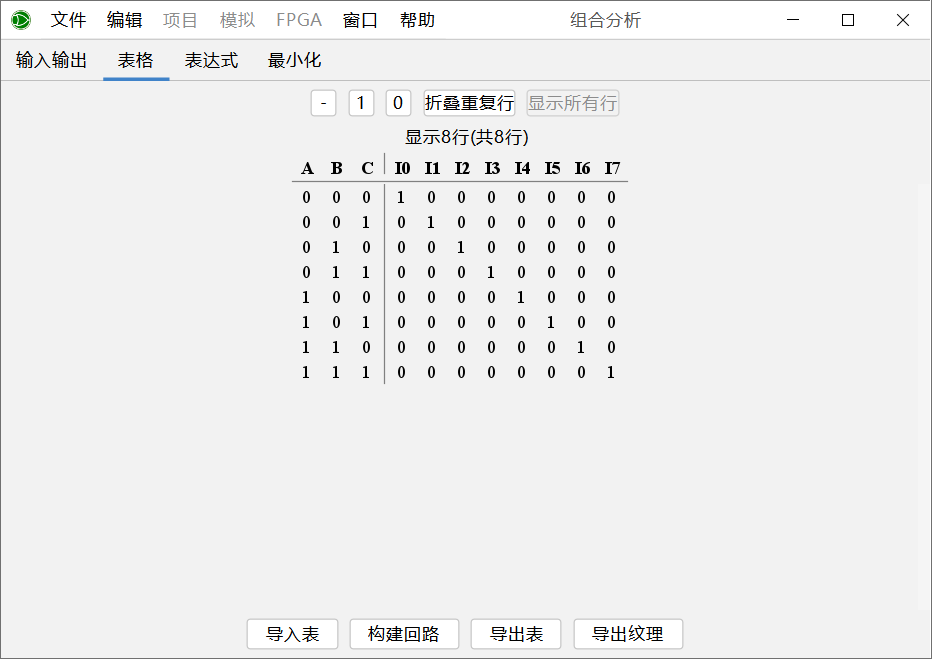 文件 编辑 项目 模拟 FPGA 窗口 帮助 组合分析
输入输出 表格 表达式 最小化
- 1 0 折叠重复行 显示所有行
显示8行(共8行)
A B C I0 I1 I2 I3 I4 I5 I6 I7
0 0 0 1 0 0 0 0 0 0 0
0 0 1 0 1 0 0 0 0 0 0
0 1 0 0 0 1 0 0 0 0 0
0 1 1 0 0 0 1 0 0 0 0
1 0 0 0 0 0 0 1 0 0 0
1 0 1 0 0 0 0 0 1 0 0
1 1 0 0 0 0 0 0 0 1 0
1 1 1 0 0 0 0 0 0 0 1
导入表 构建回路 导出表 导出纹理